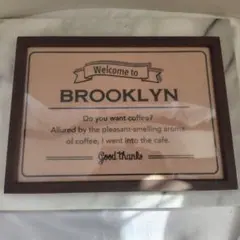 Welcome to
BROOKLYN
Do you want coffee?
Allured by the pleasant-smelling aroma
of coffee, I went into the cafe.
Good thanks